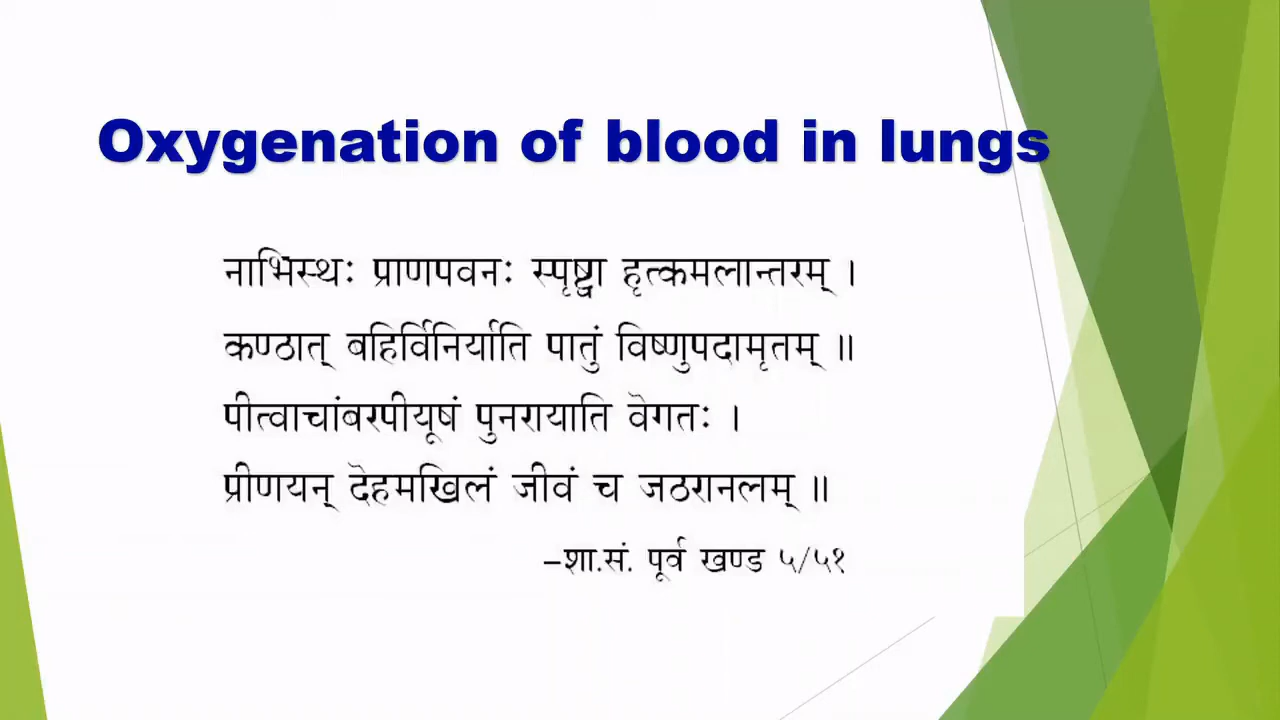 Oxygenation of blood in lungs
नाभिस्थः प्राणपवनः स्पृष्ट्वा हृत्कमलान्तरम् ।
कण्ठात् बहिर्विनिर्याति पातुं विष्णुपदामृतम् ॥
पीत्वाचांबरपीयूषं पुनरायाति वेगतः ।
प्रीणयन् देहमखिलं जीवं च जठरानलम् ॥
–शा.सं. पूर्व खण्ड ५/५१